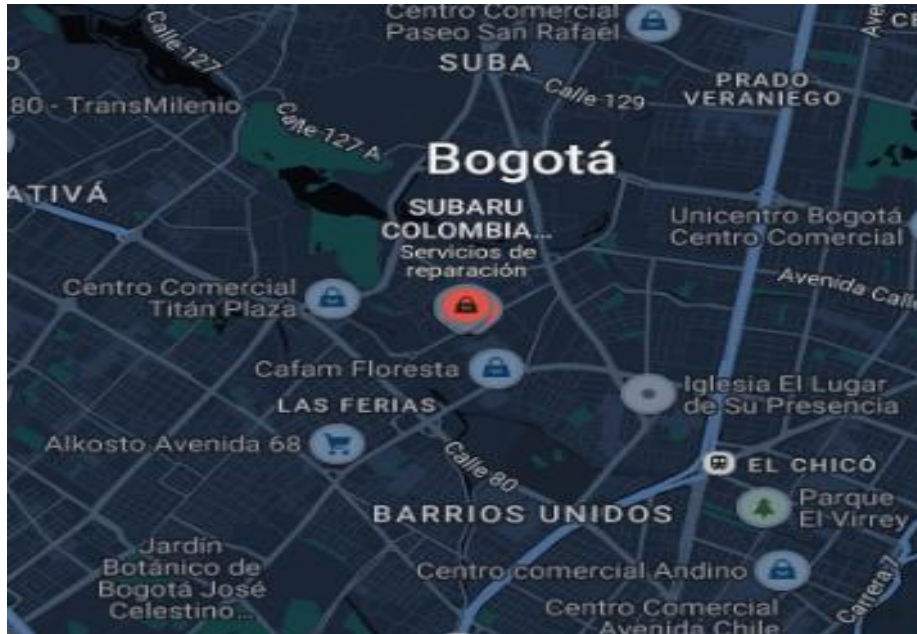 Centro Comercial
Paseo San Rafael
Calle 127
SUBA
Calle 129
PRADO
VERANIEGO
80 - TransMilenio
Calle 127 A
Bogotá
ATIVÁ
SUBARU
COLOMBIA...
Servicios de
reparación
Unicentro Bogotá
Centro Comercial
Avenida Calle
Centro Comercial
Titán Plaza
Cafam Floresta
Iglesia El Lugar
de Su Presencia
LAS FERIAS
Alkosto Avenida 68
Calle 80
EL CHICÓ
BARRIOS UNIDOS
Parque
El Virrey
Jardín
Botánico de
Bogotá José
Celestino...
Centro comercial Andino
Carrera 7
Centro Comercial
Avenida Chile